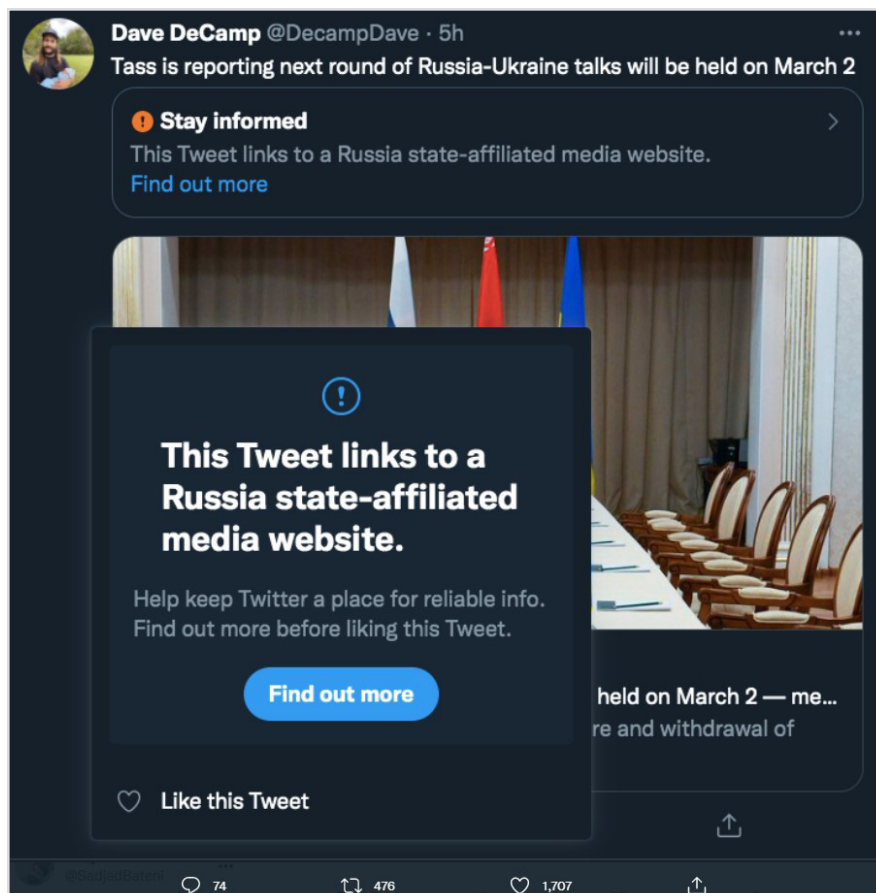 Dave DeCamp @DecampDave · 5h
Tass is reporting next round of Russia-Ukraine talks will be held on March 2
Stay informed
This Tweet links to a Russia state-affiliated media website.
Find out more
This Tweet links to a
Russia state-affiliated
media website.
Help keep Twitter a place for reliable info.
Find out more before liking this Tweet.
Find out more
held on March 2 — me...
re and withdrawal of
Like this Tweet
@SadjadBateni
74 476 1,707